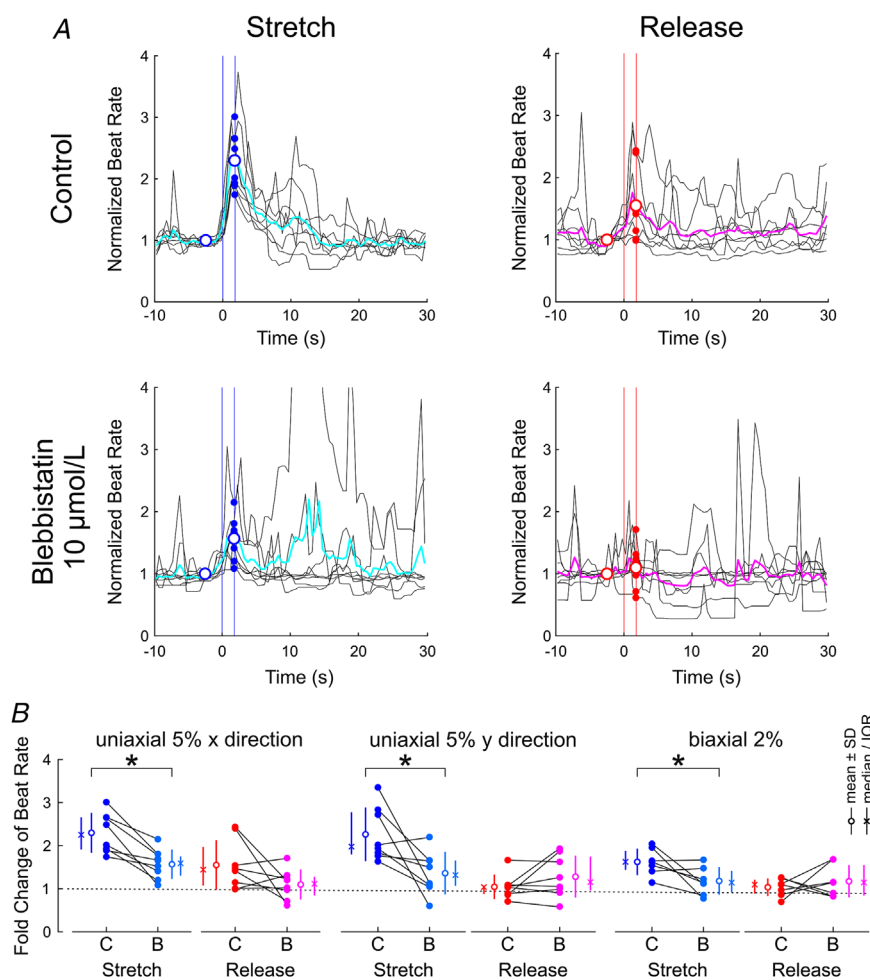 A
Stretch
Release
Control
Normalized Beat Rate
4
3
2
1
0
-10
0
10
20
30
Time (s)
Normalized Beat Rate
4
3
2
1
0
-10
0
10
20
30
Time (s)
Blebbistatin
10 µmol/L
Normalized Beat Rate
4
3
2
1
0
-10
0
10
20
30
Time (s)
Normalized Beat Rate
4
3
2
1
0
-10
0
10
20
30
Time (s)
B
uniaxial 5% x direction
uniaxial 5% y direction
biaxial 2%
mean ± SD
median / IQR
Fold Change of Beat Rate
4
3
2
1
0
*
*
*
C B C B C B C B C B C B
Stretch Release Stretch Release Stretch Release